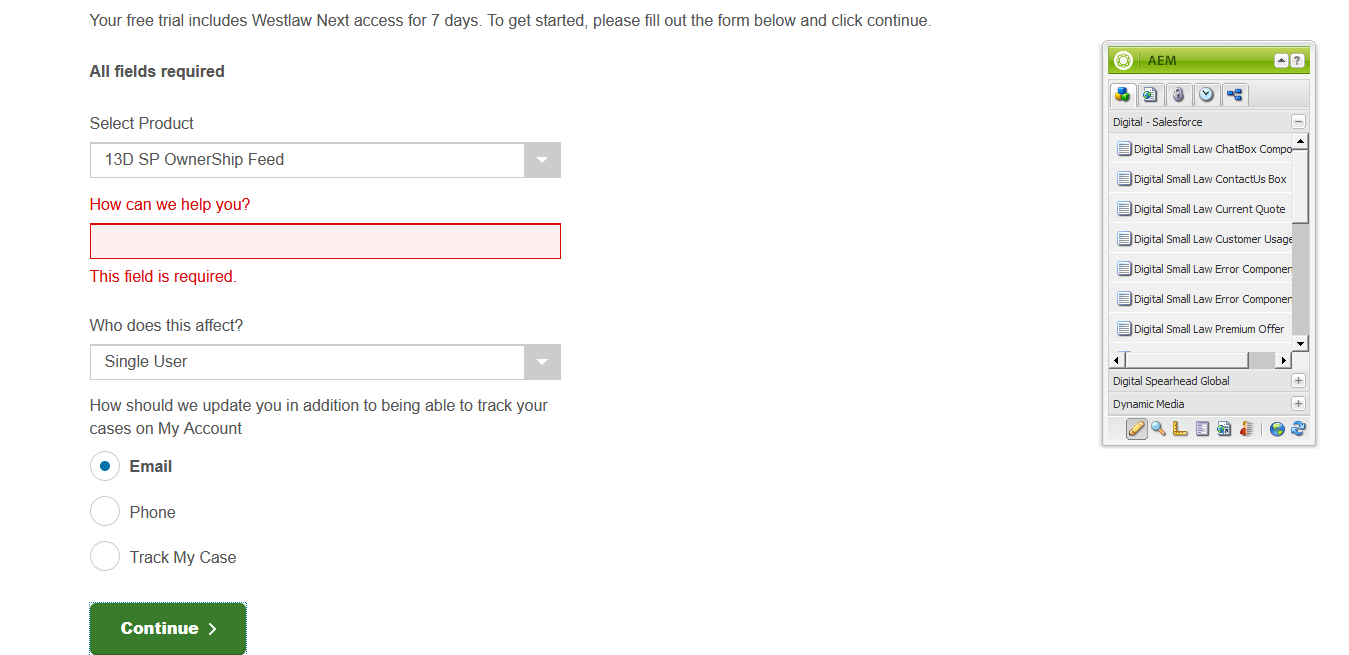 Your free trial includes Westlaw Next access for 7 days. To get started, please fill out the form below and click continue.
All fields required
Select Product
13D SP OwnerShip Feed
How can we help you?
This field is required.
Who does this affect?
Single User
How should we update you in addition to being able to track your
cases on My Account
Email
Phone
Track My Case
Continue
AEM
?
Digital - Salesforce
Digital Small Law ChatBox Compo
Digital Small Law ContactUs Box
Digital Small Law Current Quote
Digital Small Law Customer Usage
Digital Small Law Error Componen
Digital Small Law Error Componen
Digital Small Law Premium Offer
Digital Spearhead Global
Dynamic Media